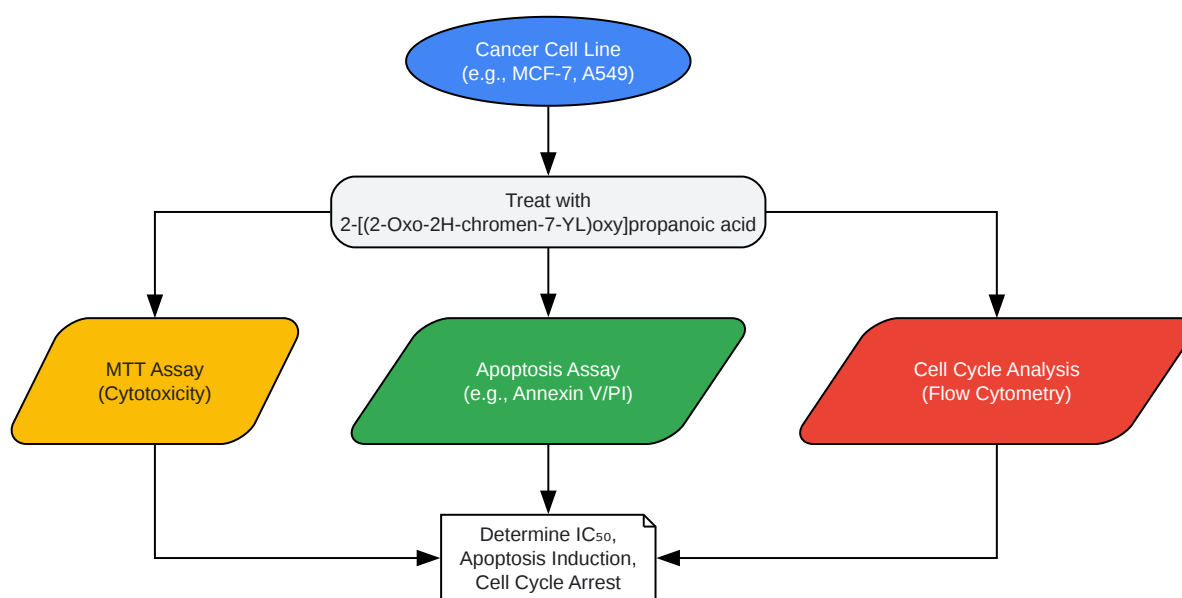 Cancer Cell Line
(e.g., MCF-7, A549)
Treat with
2-[(2-Oxo-2H-chromen-7-YL)oxy]propanoic acid
MTT Assay
(Cytotoxicity)
Apoptosis Assay
(e.g., Annexin V/PI)
Cell Cycle Analysis
(Flow Cytometry)
Determine IC₅₀,
Apoptosis Induction,
Cell Cycle Arrest